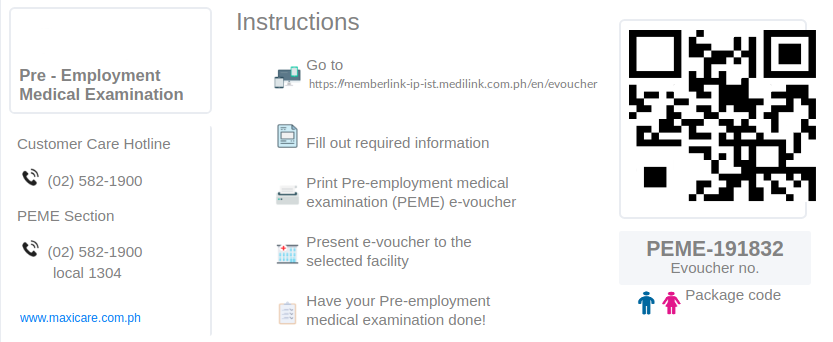 Pre - Employment
Medical Examination
Customer Care Hotline
(02) 582-1900
PEME Section
(02) 582-1900
local 1304
www.maxicare.com.ph
Instructions
Go to
https://memberlink-ip-ist.medilink.com.ph/en/evoucher
Fill out required information
Print Pre-employment medical
examination (PEME) e-voucher
Present e-voucher to the
selected facility
Have your Pre-employment
medical examination done!
PEME-191832
Evoucher no.
Package code